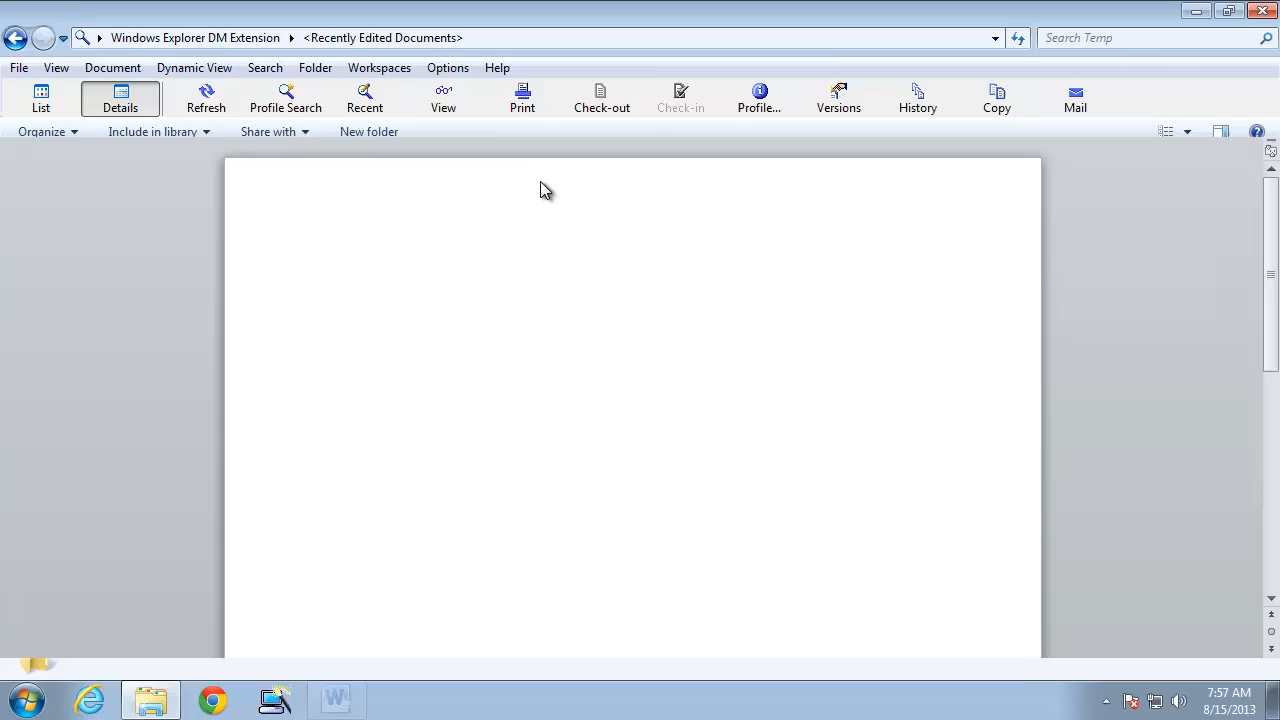 Windows Explorer DM Extension <Recently Edited Documents> Search Temp
File View Document Dynamic View Search Folder Workspaces Options Help
List Details Refresh Profile Search Recent View Print Check-out Check-in Profile... Versions History Copy Mail
Organize Include in library Share with New folder
7:57 AM
8/15/2013